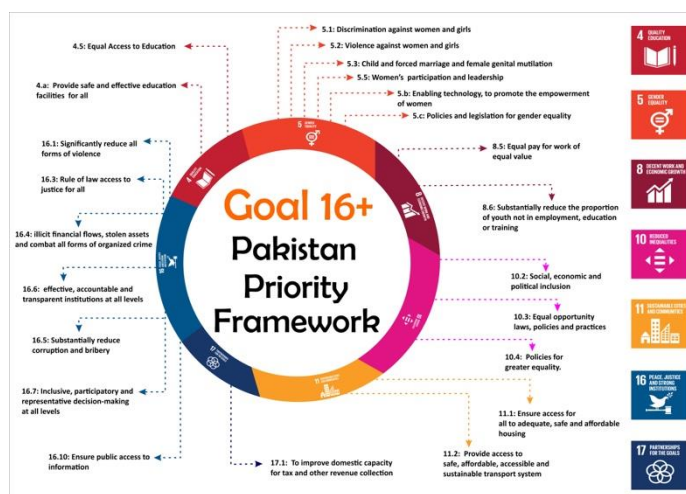 5.1: Discrimination against women and girls
4.5: Equal Access to Education
5.2: Violence against women and girls
5.3: Child and forced marriage and female genital mutilation
5.5: Women's participation and leadership
4.a: Provide safe and effective education
facilities for all
5.b: Enabling technology, to promote the empowerment
of women
5.c: Policies and legislation for gender equality
16.1: Significantly reduce all
forms of violence
8.5: Equal pay for work of
equal value
16.3: Rule of law access to
justice for all
8.6: Substantially reduce the proportion
of youth not in employment, education
or training
16.4: illicit financial flows, stolen assets
and combat all forms of organized crime
Goal 16+
Pakistan
Priority
Framework
16.6: effective, accountable and
transparent institutions at all levels
10.2: Social, economic and
political inclusion
10.3: Equal opportunity
laws, policies and practices
16.5: Substantially reduce
corruption and bribery
10.4: Policies for
greater equality.
16.7: Inclusive, participatory and
representative decision-making
at all levels
11.1: Ensure access for
all to adequate, safe and affordable
housing
16.10: Ensure public access to
information
17.1: To improve domestic capacity
for tax and other revenue collection
11.2: Provide access to
safe, affordable, accessible and
sustainable transport system
4 QUALITY
EDUCATION
5 GENDER
EQUALITY
8 DECENT WORK AND
ECONOMIC GROWTH
10 REDUCED
INEQUALITIES
11 SUSTAINABLE CITIES
AND COMMUNITIES
16 PEACE, JUSTICE
AND STRONG
INSTITUTIONS
17 PARTNERSHIPS
FOR THE GOALS